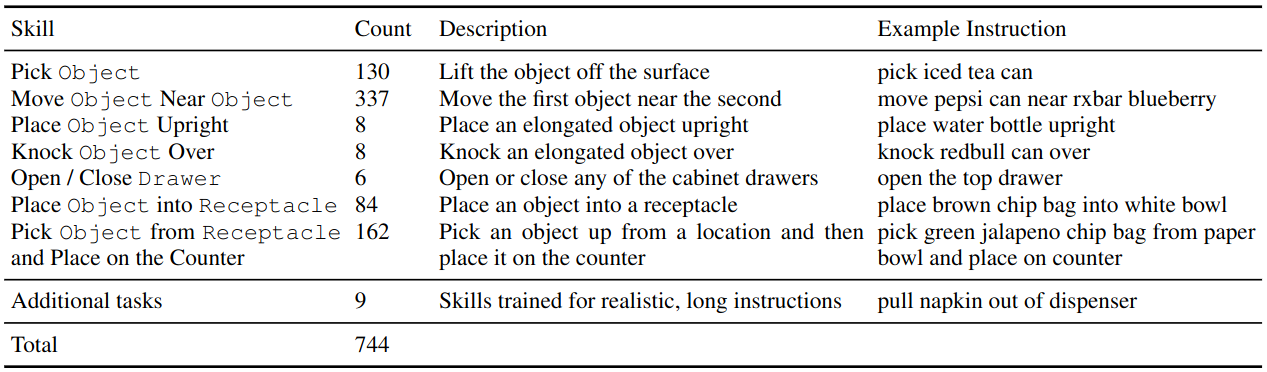 Skill Count Description Example Instruction
Pick Object 130 Lift the object off the surface pick iced tea can
Move Object Near Object 337 Move the first object near the second move pepsi can near rxbar blueberry
Place Object Upright 8 Place an elongated object upright place water bottle upright
Knock Object Over 8 Knock an elongated object over knock redbull can over
Open / Close Drawer 6 Open or close any of the cabinet drawers open the top drawer
Place Object into Receptacle 84 Place an object into a receptacle place brown chip bag into white bowl
Pick Object from Receptacle 162 Pick an object up from a location and then pick green jalapeno chip bag from paper
and Place on the Counter place it on the counter bowl and place on counter
Additional tasks 9 Skills trained for realistic, long instructions pull napkin out of dispenser
Total 744